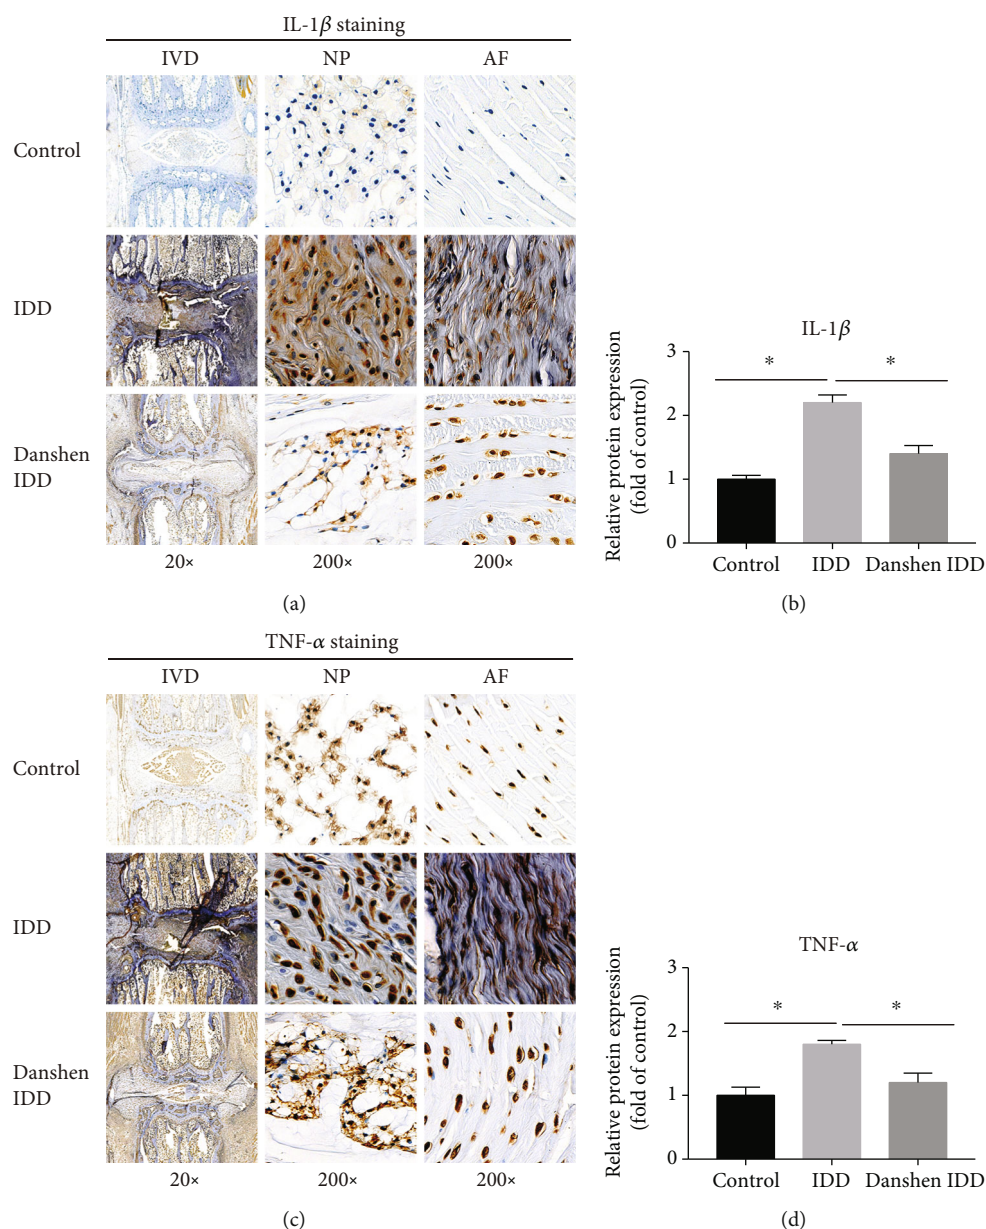 IL-1β staining
IVD NP AF
Control
IDD
Danshen
IDD
20× 200× 200×
(a)
IL-1β
Relative protein expression
(fold of control)
3
2
1
0
* *
Control IDD Danshen IDD
(b)
TNF-α staining
IVD NP AF
Control
IDD
Danshen
IDD
20× 200× 200×
(c)
TNF-α
Relative protein expression
(fold of control)
3
2
1
0
* *
Control IDD Danshen IDD
(d)